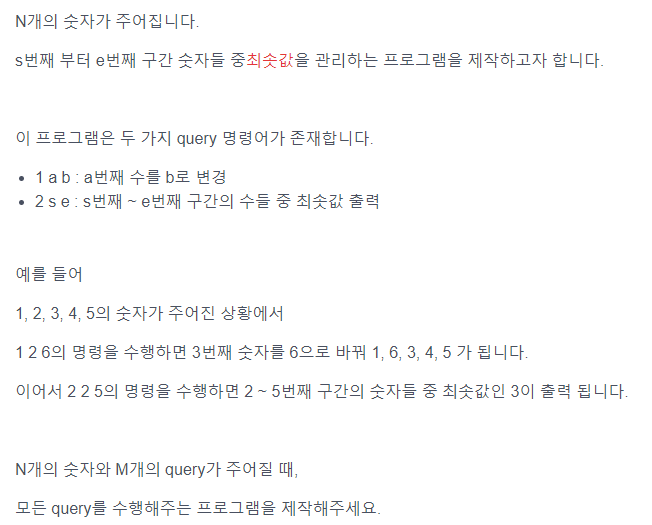 N개의 숫자가 주어집니다.
s번째 부터 e번째 구간 숫자들 중최솟값을 관리하는 프로그램을 제작하고자 합니다.
이 프로그램은 두 가지 query 명령어가 존재합니다.
• 1 a b : a번째 수를 b로 변경
• 2 s e : s번째 ~ e번째 구간의 수들 중 최솟값 출력
예를 들어
1, 2, 3, 4, 5의 숫자가 주어진 상황에서
1 2 6의 명령을 수행하면 3번째 숫자를 6으로 바꿔 1, 6, 3, 4, 5 가 됩니다.
이어서 2 2 5의 명령을 수행하면 2 ~ 5번째 구간의 숫자들 중 최솟값인 3이 출력 됩니다.
N개의 숫자와 M개의 query가 주어질 때,
모든 query를 수행해주는 프로그램을 제작해주세요.